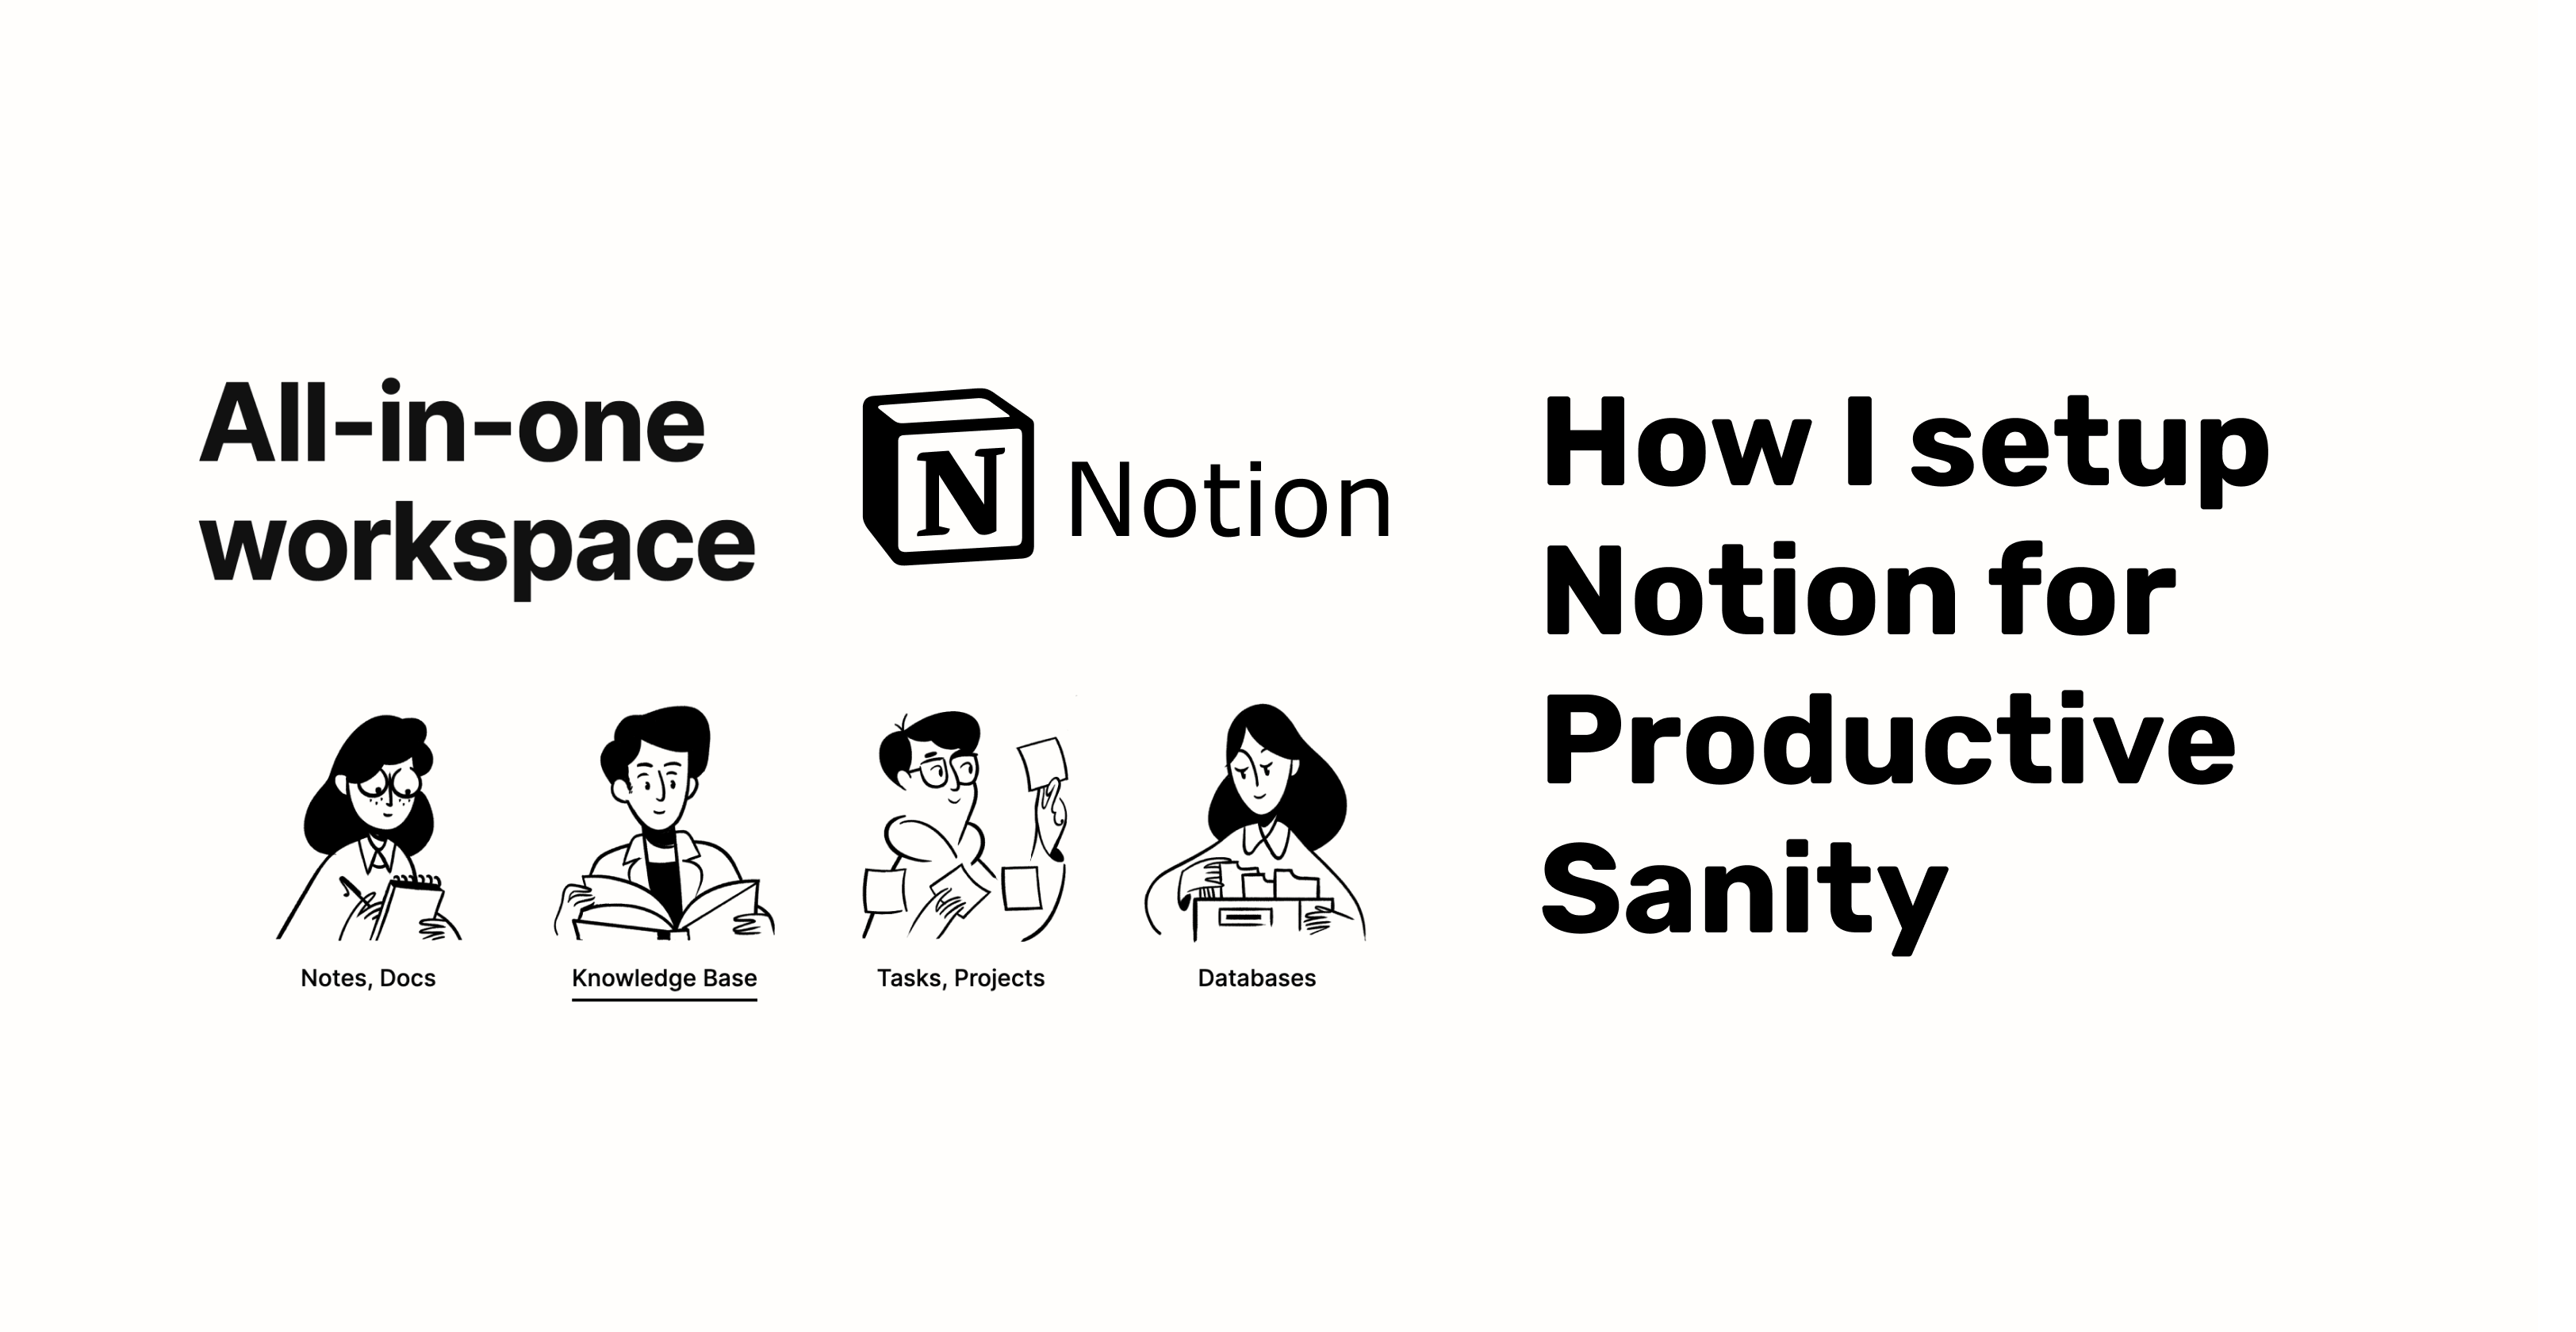 All-in-one
workspace
N Notion
Notes, Docs
Knowledge Base
Tasks, Projects
Databases
How I setup
Notion for
Productive
Sanity